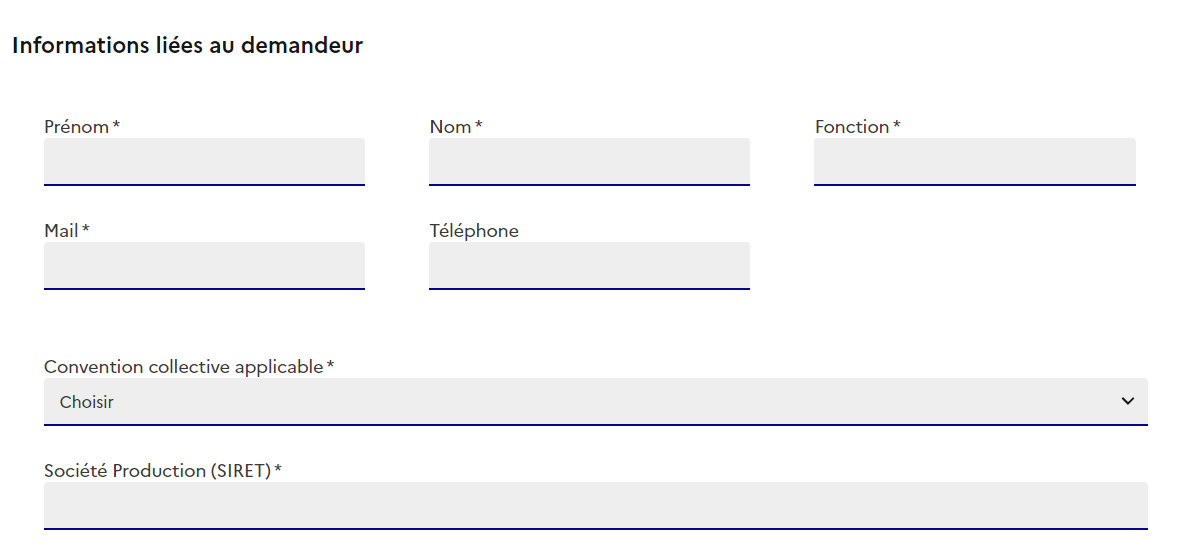 Informations liées au demandeur
Prénom * Nom * Fonction *
Mail * Téléphone
Convention collective applicable *
Choisir
Société Production (SIRET) *